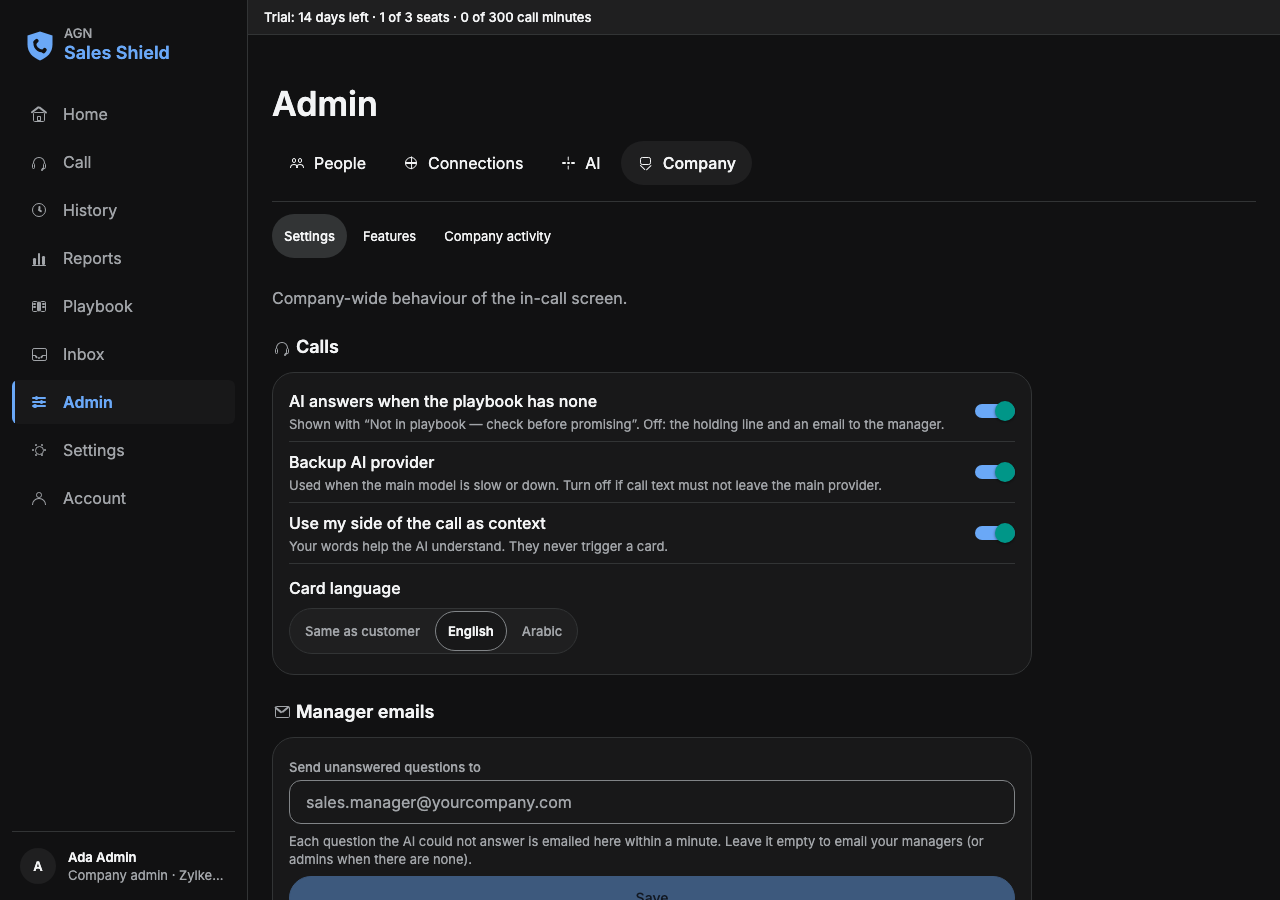 Trial: 14 days left · 1 of 3 seats · 0 of 300 call minutes
AGN
Sales Shield
Home
Call
History
Reports
Playbook
Inbox
Admin
Settings
Account
Ada Admin
A
Company admin · Zylke...
Admin
People
Connections
AI
Company
Settings
Features
Company activity
Company-wide behaviour of the in-call screen.
Calls
AI answers when the playbook has none
Shown with “Not in playbook — check before promising”. Off: the holding line and an email to the manager.
Backup AI provider
Used when the main model is slow or down. Turn off if call text must not leave the main provider.
Use my side of the call as context
Your words help the AI understand. They never trigger a card.
Card language
Same as customer
English
Arabic
Manager emails
Send unanswered questions to
sales.manager@yourcompany.com
Each question the AI could not answer is emailed here within a minute. Leave it empty to email your managers (or
admins when there are none).
Save